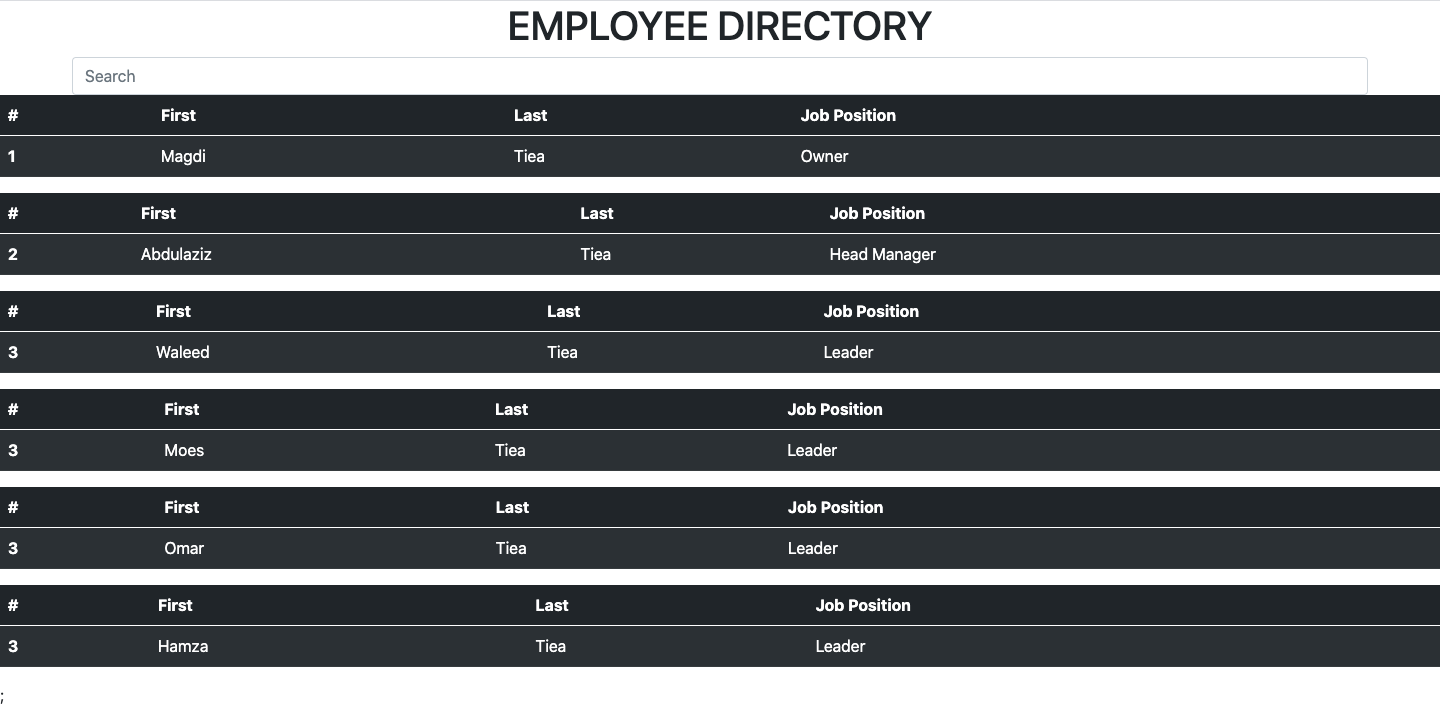 EMPLOYEE DIRECTORY
Search
# First Last Job Position
1 Magdi Tiea Owner
# First Last Job Position
2 Abdulaziz Tiea Head Manager
# First Last Job Position
3 Waleed Tiea Leader
# First Last Job Position
3 Moes Tiea Leader
# First Last Job Position
3 Omar Tiea Leader
# First Last Job Position
3 Hamza Tiea Leader
;